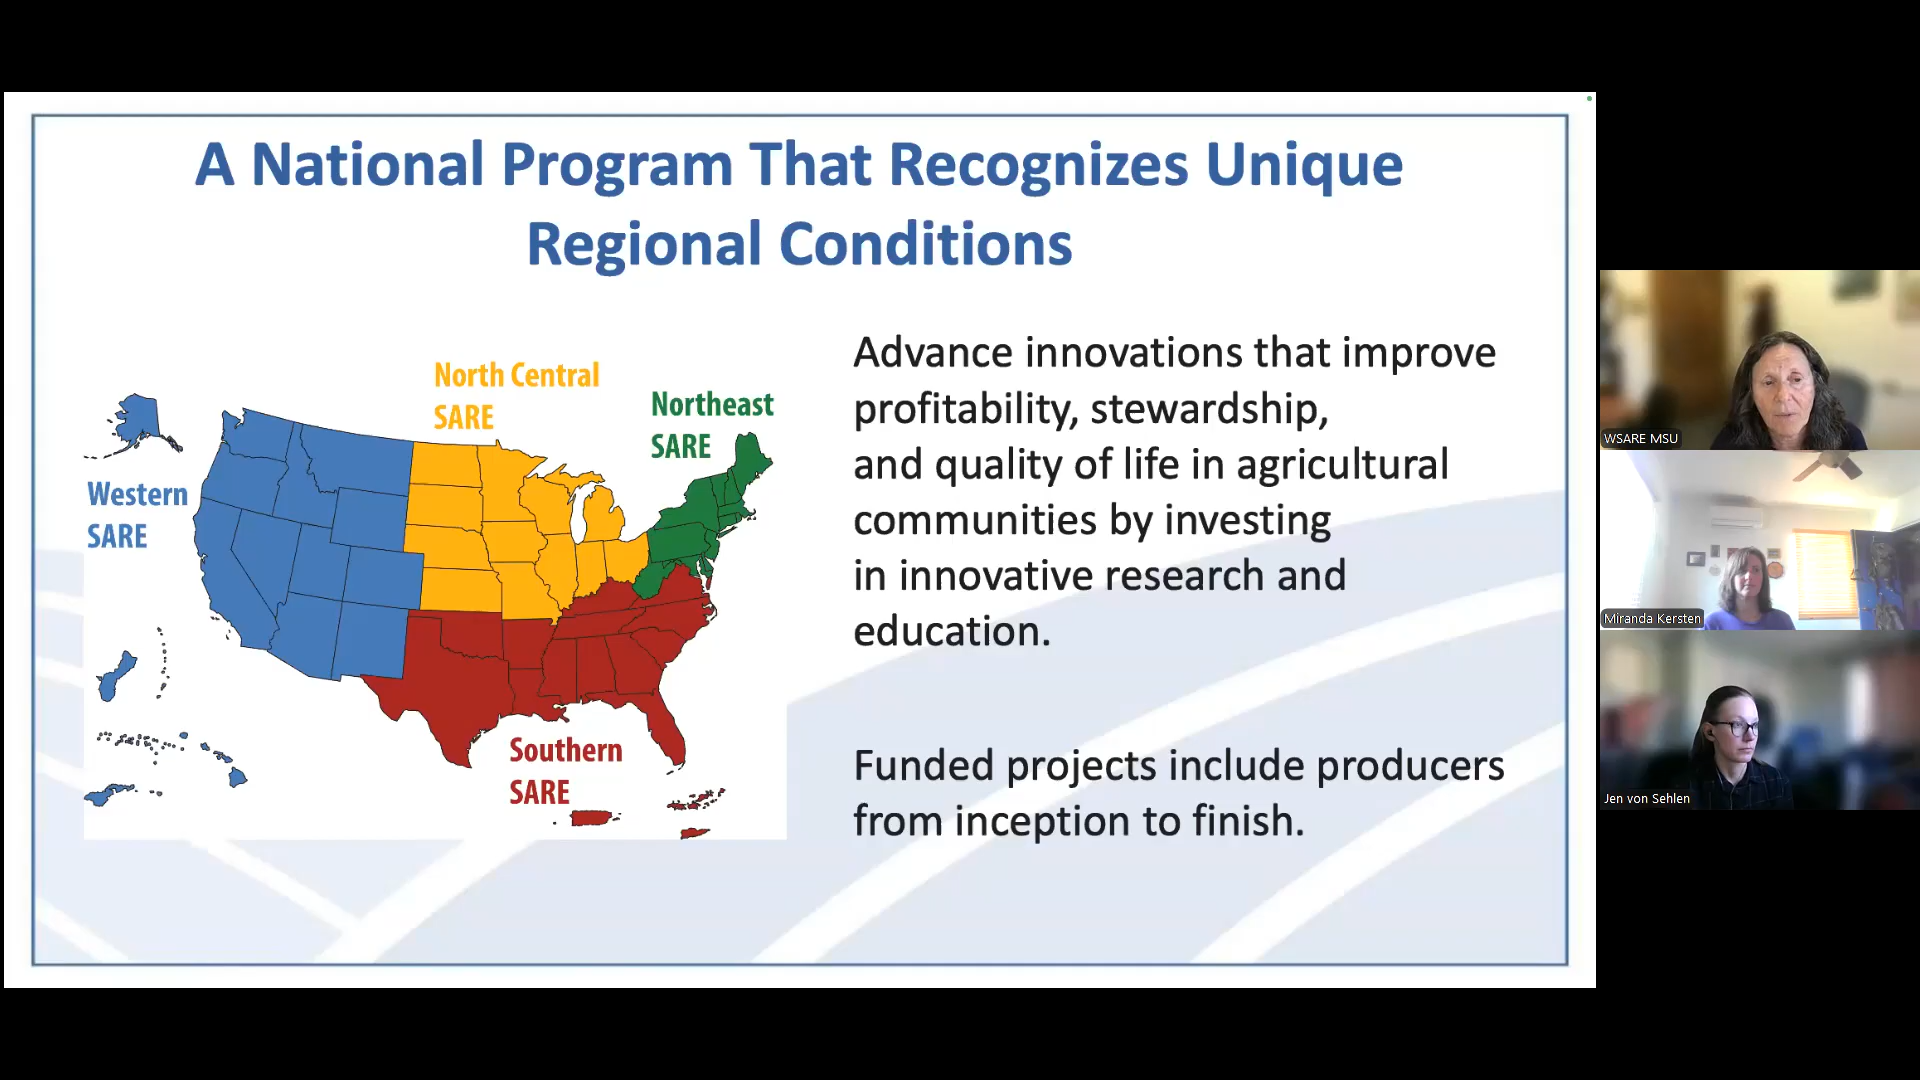 A National Program That Recognizes Unique
Regional Conditions
North Central
SARE
Northeast
SARE
Western
SARE
Southern
SARE
Advance innovations that improve
profitability, stewardship,
and quality of life in agricultural
communities by investing
in innovative research and
education.
Funded projects include producers
from inception to finish.
WSARE MSU
Miranda Kersten
Jen von Sehlen